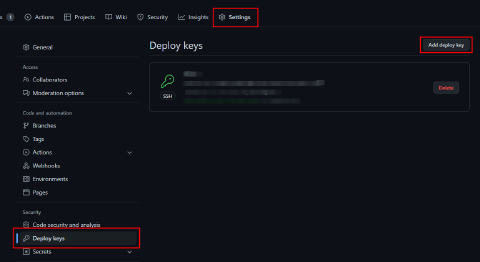 s 1 Actions Projects Wiki Security Insights Settings
General
Access
Collaborators
Moderation options
Code and automation
Branches
Tags
Actions
Webhooks
Environments
Pages
Security
Code security and analysis
Deploy keys
Secrets
Deploy keys
Add deploy key
SSH
Delete